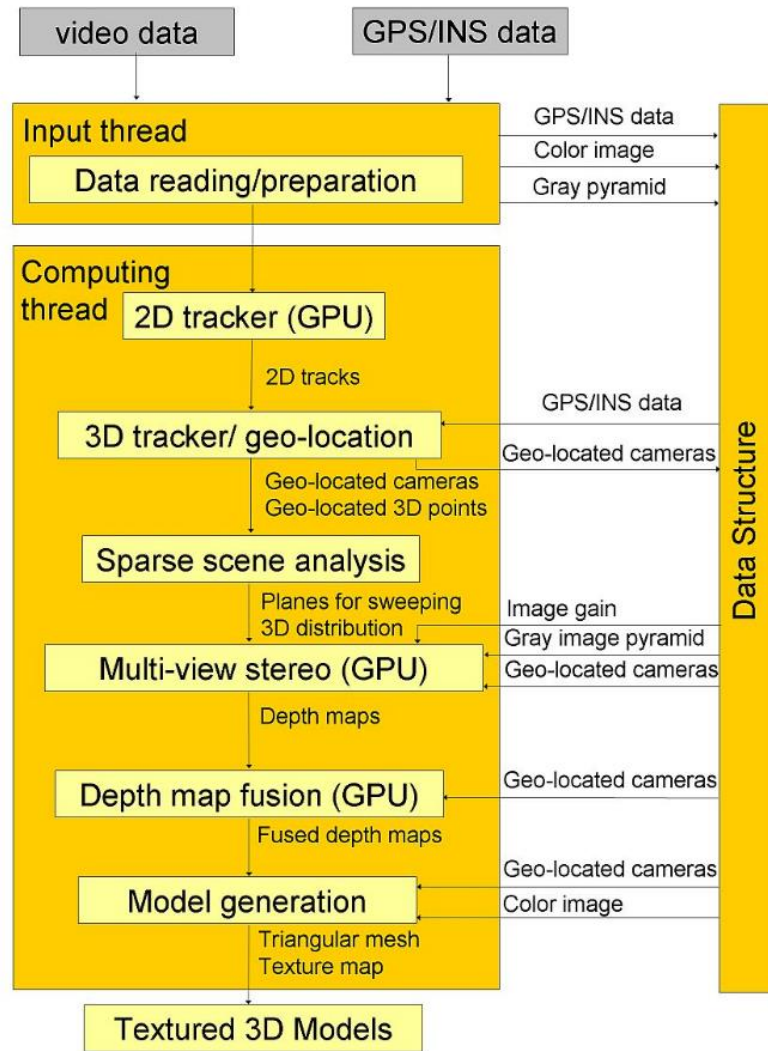 video data
GPS/INS data
Input thread
Data reading/preparation
GPS/INS data
Color image
Gray pyramid
Computing
thread
2D tracker (GPU)
2D tracks
3D tracker/ geo-location
GPS/INS data
Geo-located cameras
Geo-located cameras
Geo-located 3D points
Sparse scene analysis
Planes for sweeping
3D distribution
Image gain
Gray image pyramid
Geo-located cameras
Multi-view stereo (GPU)
Depth maps
Depth map fusion (GPU)
Geo-located cameras
Fused depth maps
Model generation
Geo-located cameras
Color image
Triangular mesh
Texture map
Textured 3D Models
Data Structure